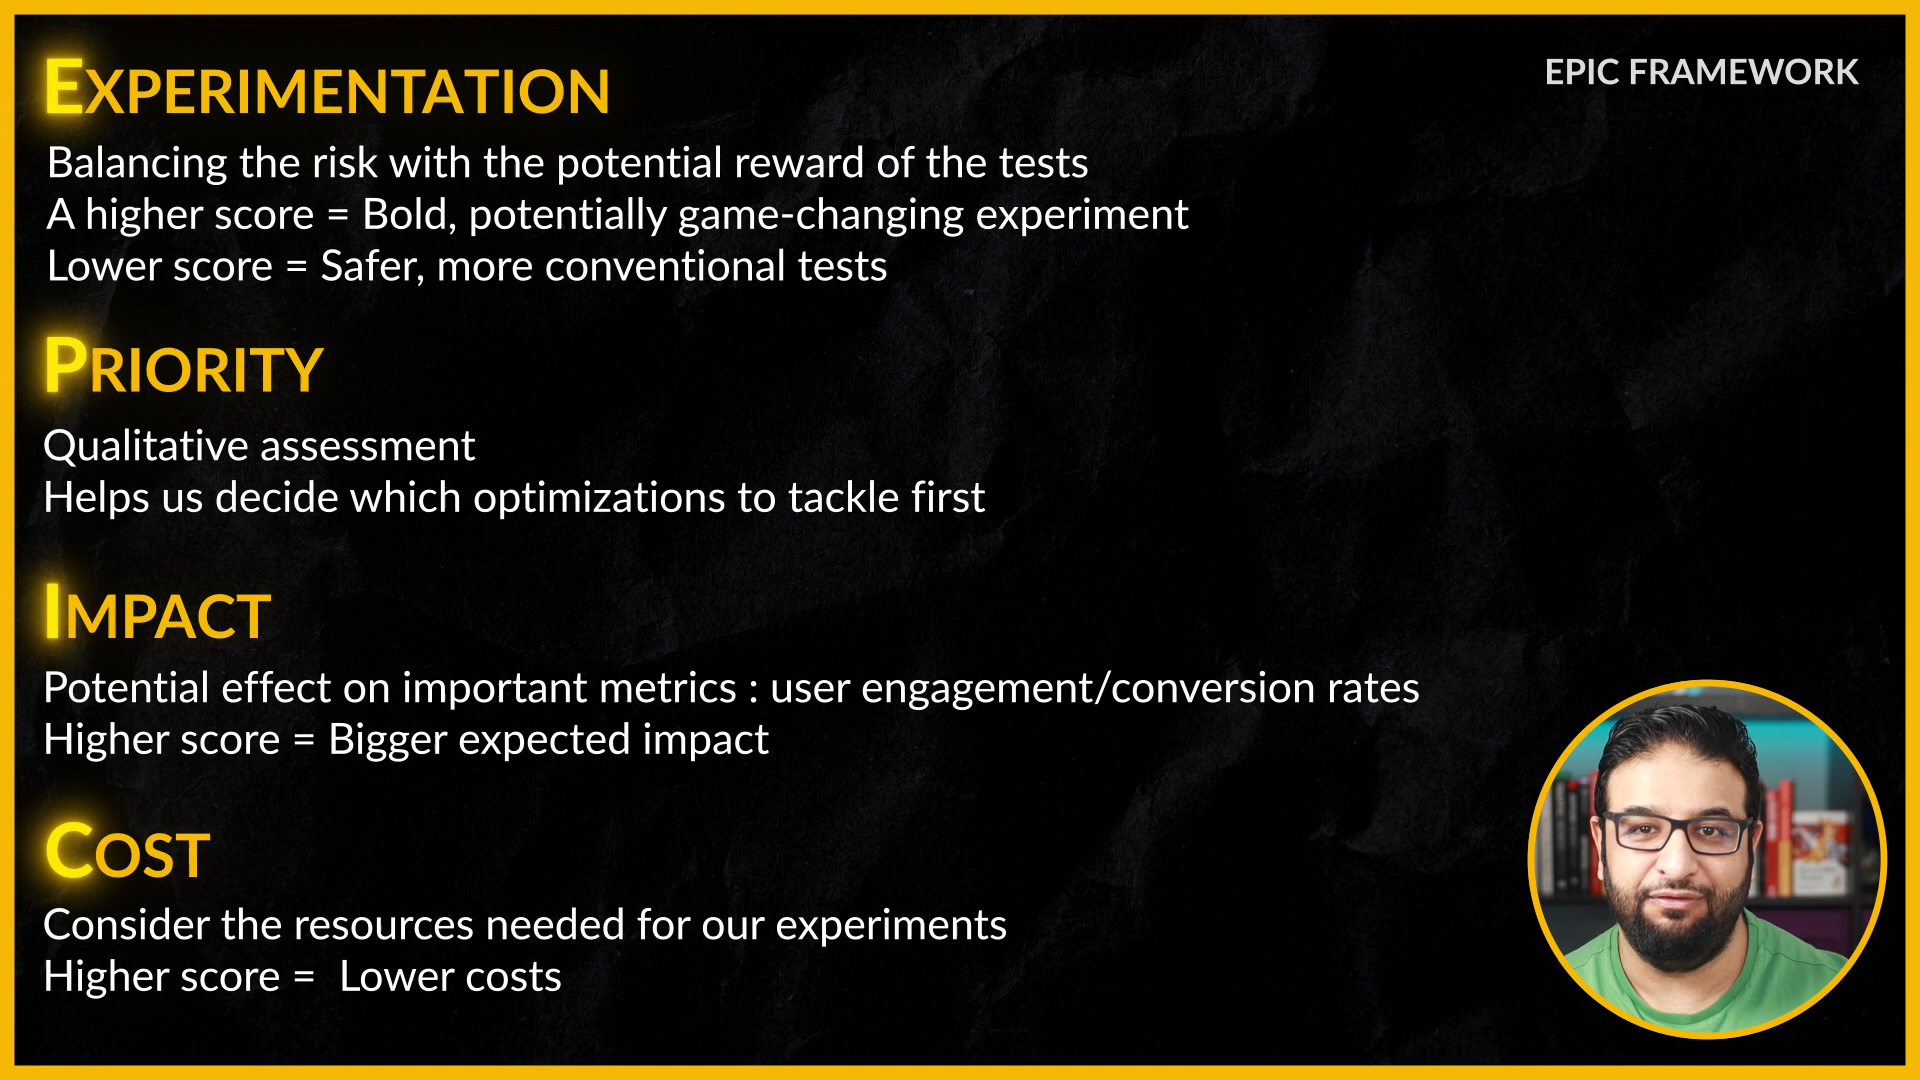 EXPERIMENTATION
EPIC FRAMEWORK
Balancing the risk with the potential reward of the tests
A higher score = Bold, potentially game-changing experiment
Lower score = Safer, more conventional tests
PRIORITY
Qualitative assessment
Helps us decide which optimizations to tackle first
IMPACT
Potential effect on important metrics : user engagement/conversion rates
Higher score = Bigger expected impact
COST
Consider the resources needed for our experiments
Higher score =  Lower costs